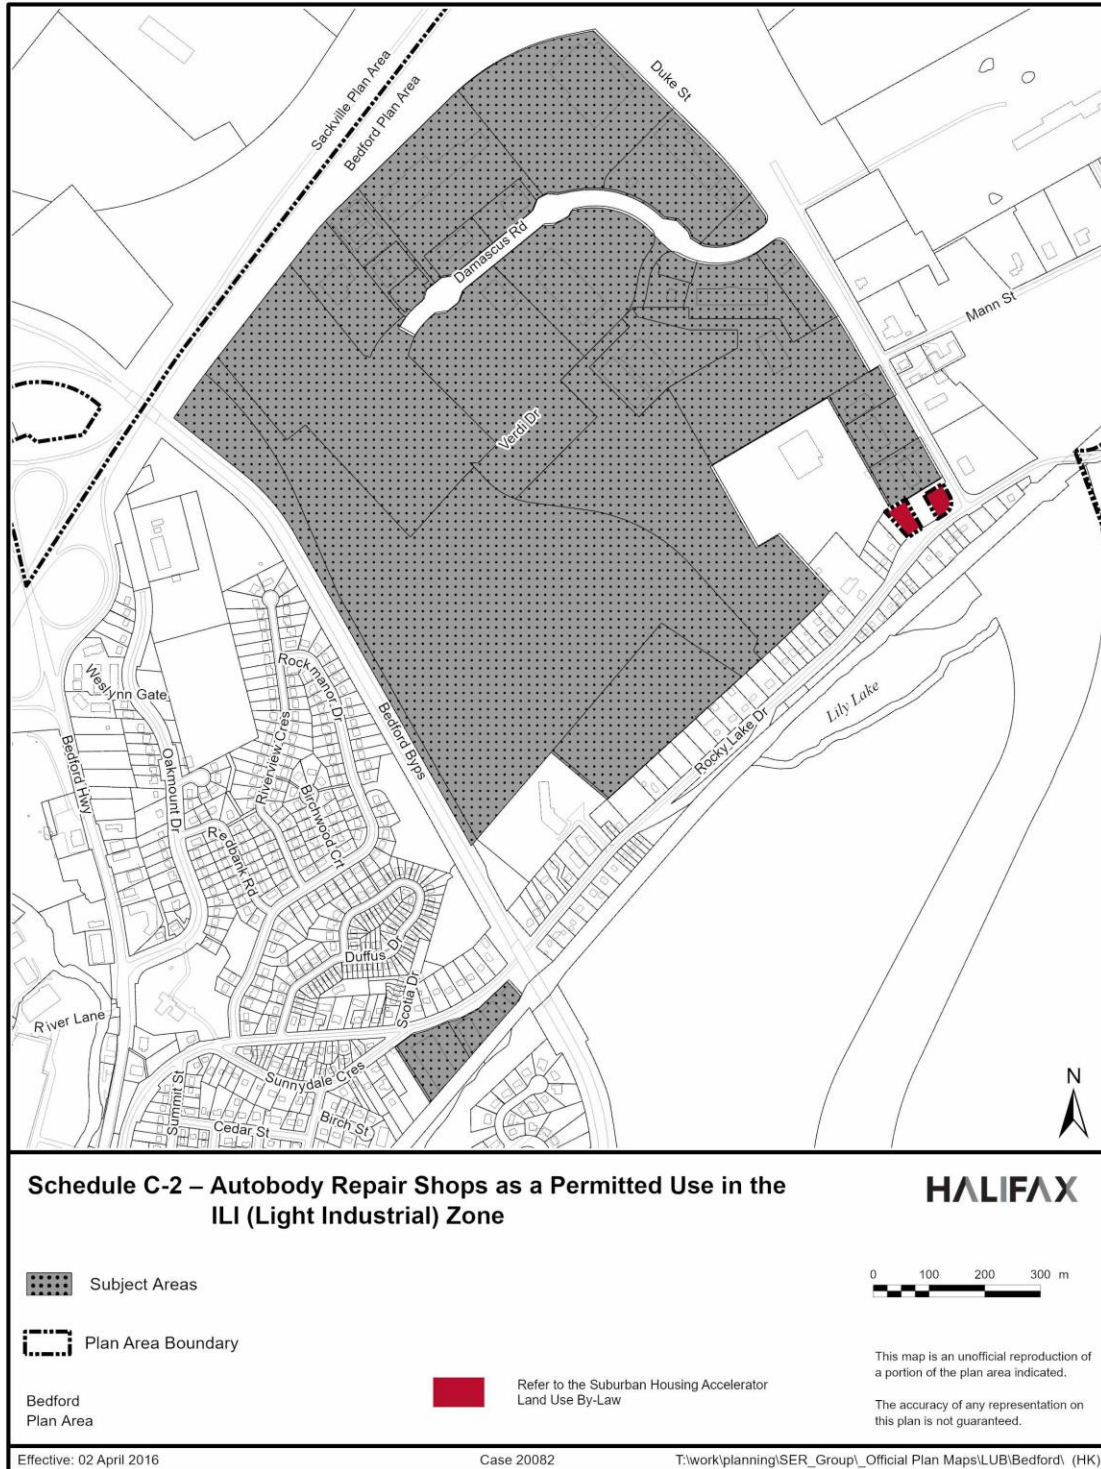 Sackville Plan Area
Bedford Plan Area
Duke St
Damascus Rd
Mann St
Verdi Dr
Weslynn Gate
Rockmanor Dr
Riverview Cres
Bedford Byps
Lily Lake
Rocky Lake Dr
Bedford Hwy
Oakmount Dr
Birchwood Crt
Redbank Rd
Duffus Dr
Scotia Dr
River Lane
Sunnydale Cres
Summit St
Birch St
Cedar St
N
Schedule C-2 – Autobody Repair Shops as a Permitted Use in the
ILI (Light Industrial) Zone
HALIFAX
Subject Areas
0 100 200 300 m
Plan Area Boundary
This map is an unofficial reproduction of
a portion of the plan area indicated.
Refer to the Suburban Housing Accelerator
Land Use By-Law
Bedford
Plan Area
The accuracy of any representation on
this plan is not guaranteed.
Effective: 02 April 2016
Case 20082
T:\work\planning\SER_Group\_Official Plan Maps\LUB\Bedford\ (HK)